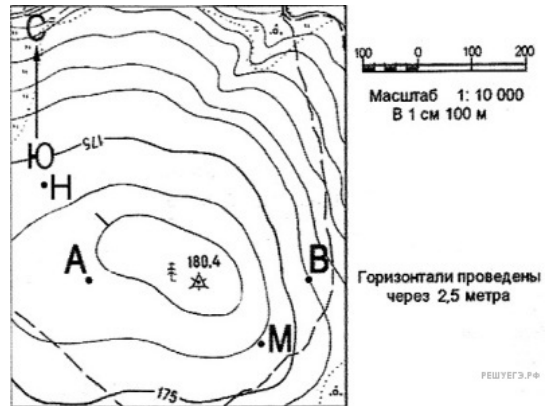 С
Ю
Н
175
180,4
А
В
М
175
100 0 100 200
Масштаб 1: 10 000
В 1 см 100 м
Горизонтали проведены
через 2,5 метра
РЕШУЕГЭ.РФ